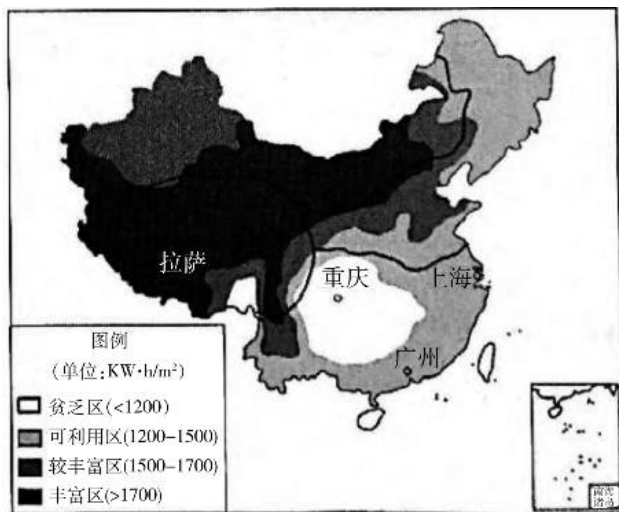 拉萨
重庆
上海
广州
图例
(单位:KW·h/m²)
贫乏区(<1200)
可利用区(1200-1500)
较丰富区(1500-1700)
丰富区(>1700)
南海
诸岛